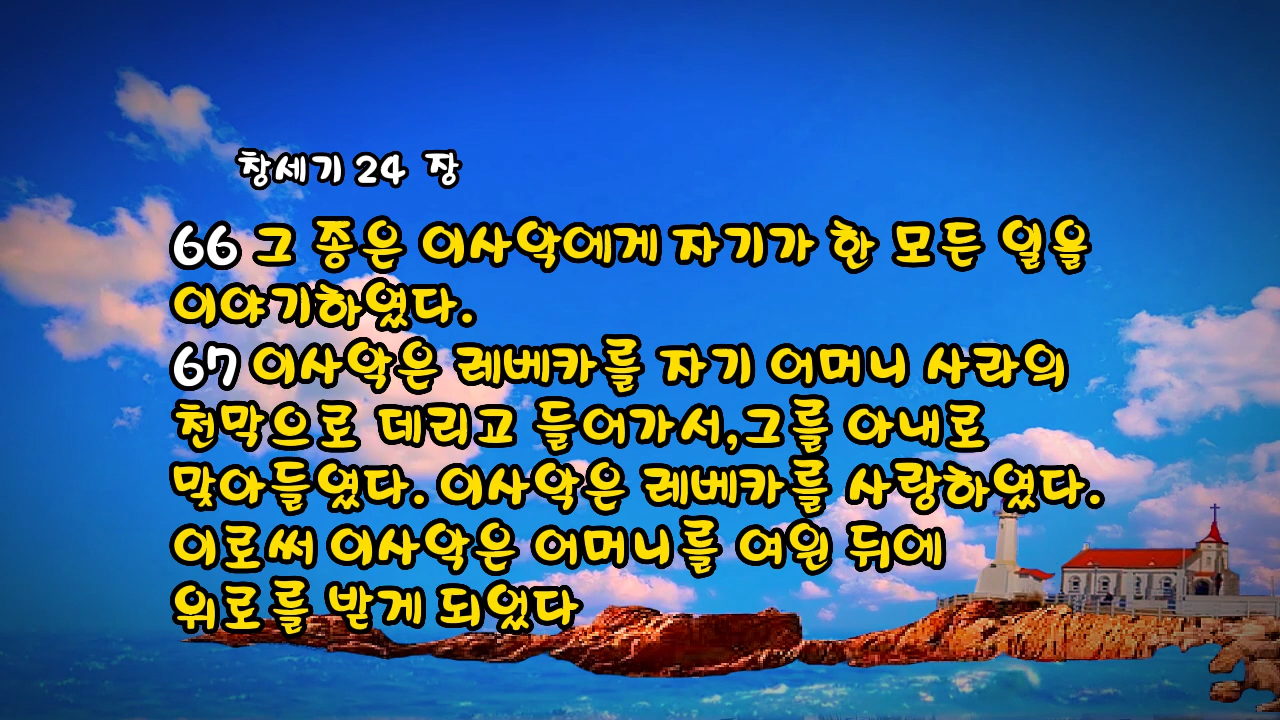 창세기 24 장
66 그 종은 이사악에게 자기가 한 모든 일을
이야기하였다.
67 이사악은 레베카를 자기 어머니 사라의
천막으로 데리고 들어가서,그를 아내로
맞아들였다. 이사악은 레베카를 사랑하였다.
이로써 이사악은 어머니를 여윈 뒤에
위로를 받게 되었다